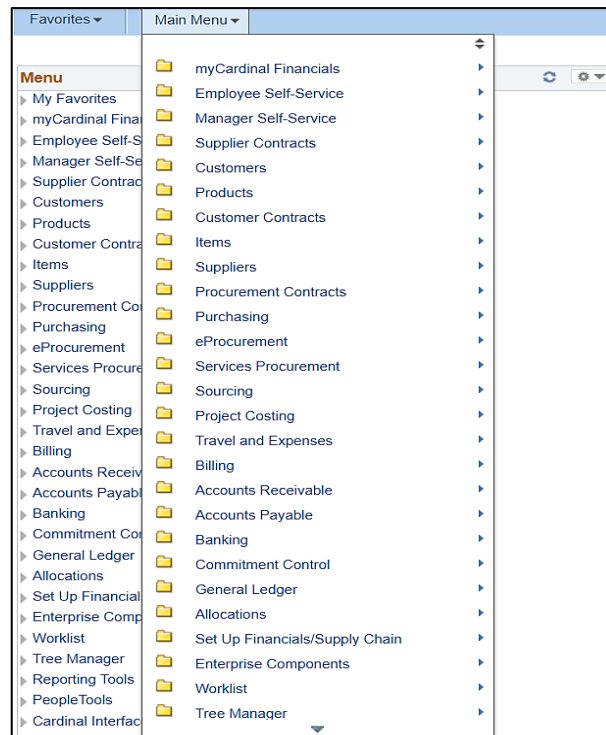 Favorites
Main Menu
Menu
My Favorites
myCardinal Finan
Employee Self-S
Manager Self-Se
Supplier Contrac
Customers
Products
Customer Contra
Items
Suppliers
Procurement Con
Purchasing
eProcurement
Services Procure
Sourcing
Project Costing
Travel and Expen
Billing
Accounts Receiv
Accounts Payabl
Banking
Commitment Con
General Ledger
Allocations
Set Up Financial
Enterprise Comp
Worklist
Tree Manager
Reporting Tools
PeopleTools
Cardinal Interfac
myCardinal Financials
Employee Self-Service
Manager Self-Service
Supplier Contracts
Customers
Products
Customer Contracts
Items
Suppliers
Procurement Contracts
Purchasing
eProcurement
Services Procurement
Sourcing
Project Costing
Travel and Expenses
Billing
Accounts Receivable
Accounts Payable
Banking
Commitment Control
General Ledger
Allocations
Set Up Financials/Supply Chain
Enterprise Components
Worklist
Tree Manager